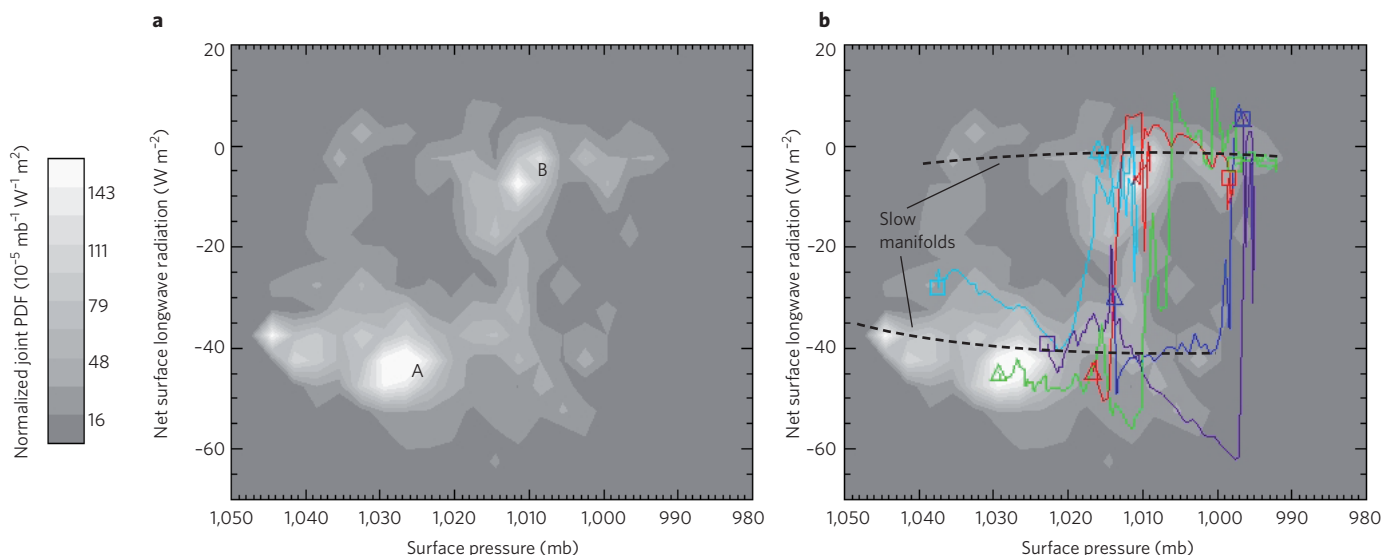 a
b
Normalized joint PDF (10⁻⁵ mb⁻¹ W⁻¹ m²)
143
111
79
48
16
Net surface longwave radiation (W m⁻²)
20
0
−20
−40
−60
B
A
1,050 1,040 1,030 1,020 1,010 1,000 990 980
Surface pressure (mb)
Net surface longwave radiation (W m⁻²)
20
0
−20
−40
−60
Slow
manifolds
1,050 1,040 1,030 1,020 1,010 1,000 990 980
Surface pressure (mb)